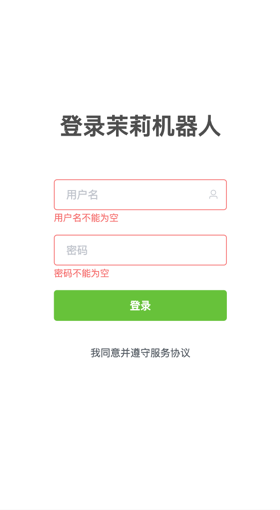 登录茉莉机器人
用户名
用户名不能为空
密码
密码不能为空
登录
我同意并遵守服务协议